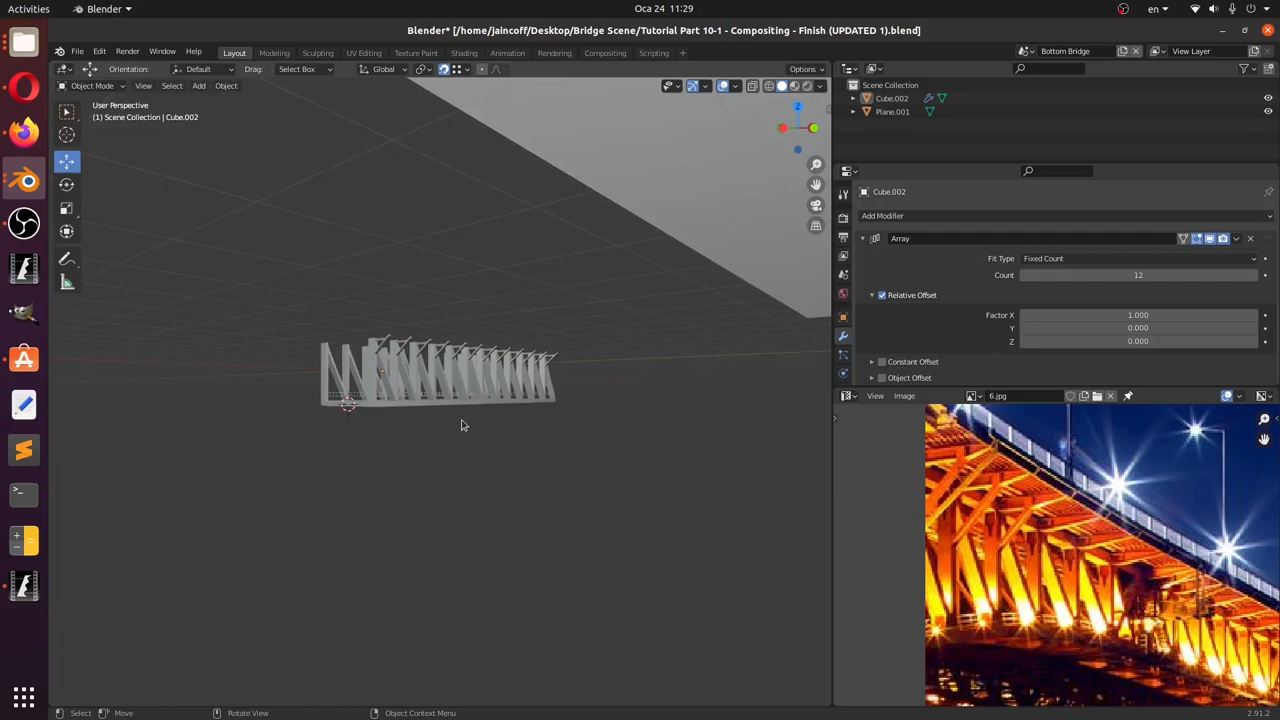 Activities
Blender
Oca 24 11:29
en
Blender* [/home/jaincoff/Desktop/Bridge Scene/Tutorial Part 10-1 - Compositing - Finish (UPDATED 1).blend]
File Edit Render Window Help
Layout Modeling Sculpting UV Editing Texture Paint Shading Animation Rendering Compositing Scripting +
Bottom Bridge
View Layer
Orientation: Default Drag: Select Box
Global
Options
Object Mode View Select Add Object
User Perspective
(1) Scene Collection | Cube.002
Z
Scene Collection
Cube.002
Plane.001
Cube.002
Add Modifier
Array
Fit Type Fixed Count
Count 12
Relative Offset
Factor X 1.000
Y 0.000
Z 0.000
Constant Offset
Object Offset
View Image 6.jpg
Select Move Rotate View Object Context Menu 2.91.2